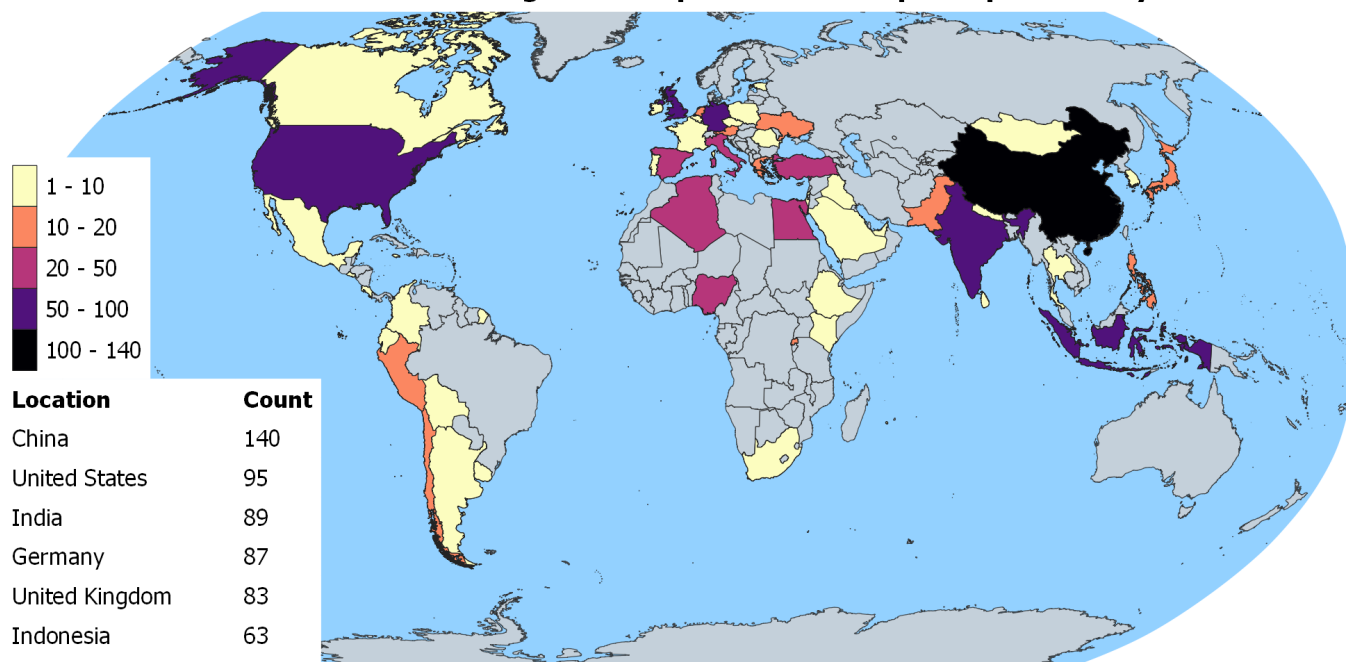 1 - 10
10 - 20
20 - 50
50 - 100
100 - 140
Location Count
China 140
United States 95
India 89
Germany 87
United Kingdom 83
Indonesia 63